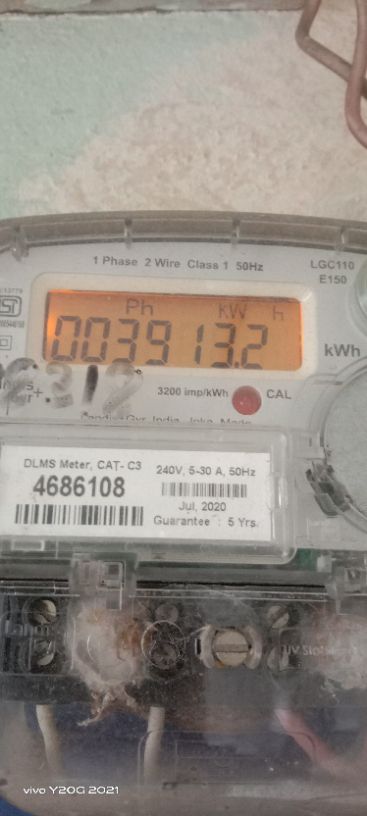 1 Phase 2 Wire Class 1 50Hz
LGC110
E150
Ph kW h
003913.2
kWh
3200 imp/kWh CAL
DLMS Meter, CAT- C3
4686108
240V, 5-30 A, 50Hz
Jul, 2020
Guarantee : 5 Yrs.
vivo Y20G 2021